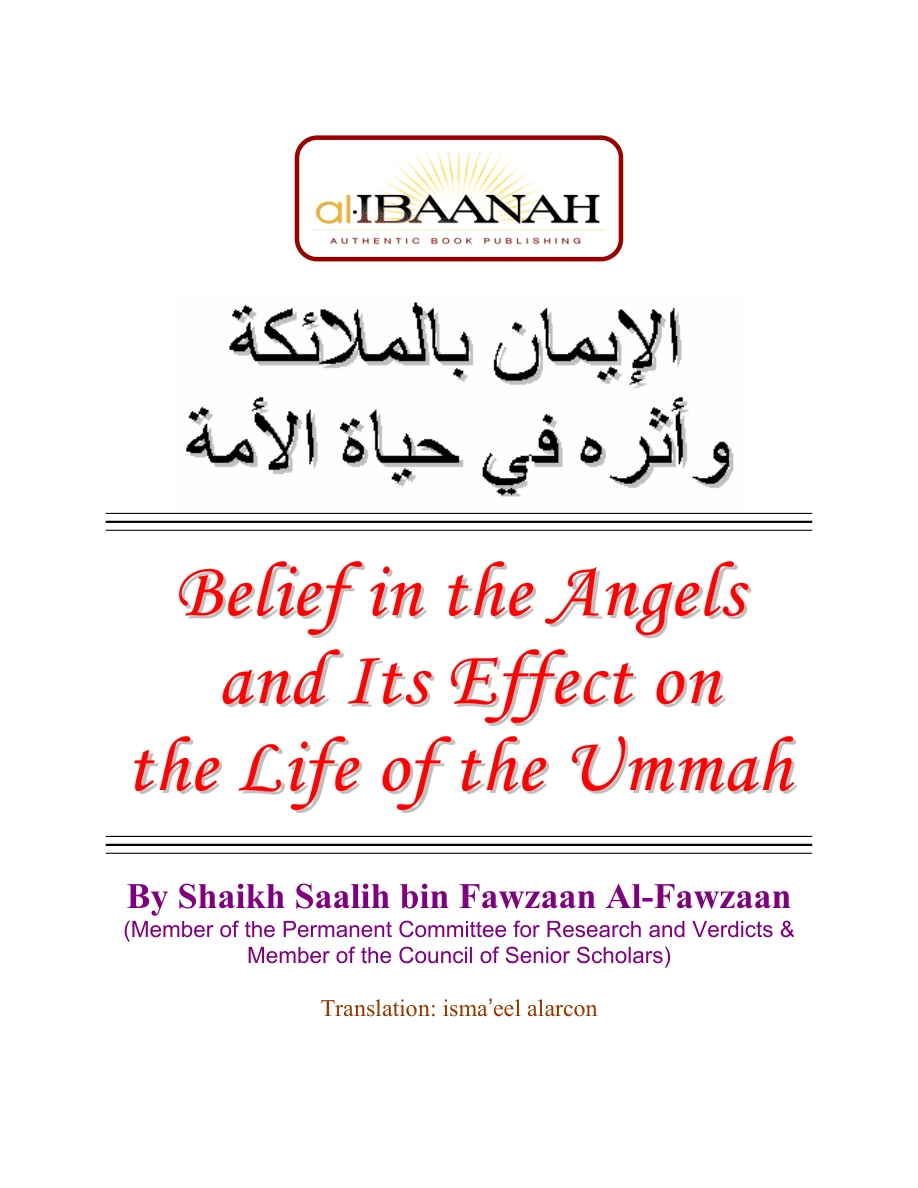 al-IBAANAH
AUTHENTIC BOOK PUBLISHING
الإيمان بالملائكة
وأثره في حياة الأمة
Belief in the Angels
and Its Effect on
the Life of the Ummah
By Shaikh Saalih bin Fawzaan Al-Fawzaan
(Member of the Permanent Committee for Research and Verdicts &
Member of the Council of Senior Scholars)
Translation: isma’eel alarcon